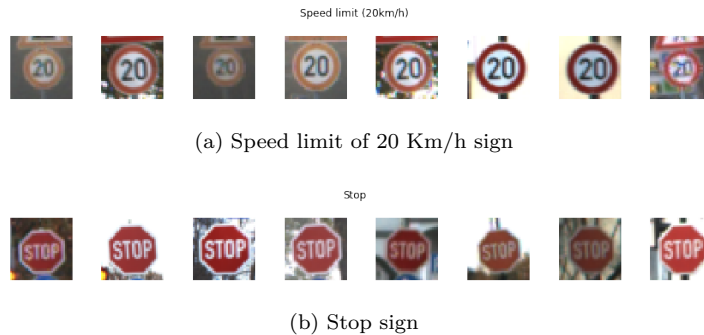 Speed limit (20km/h)
20 20 20 20 20 20 20 20
(a) Speed limit of 20 Km/h sign
Stop
STOP STOP STOP STOP STOP STOP STOP STOP
(b) Stop sign